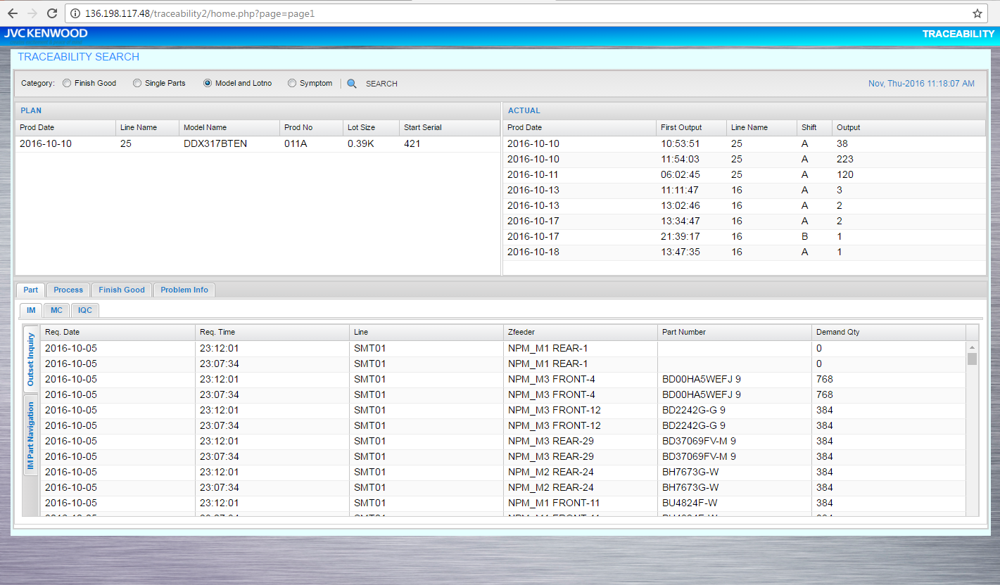 136.198.117.48/traceability2/home.php?page=page1
JVCKENWOOD TRACEABILITY
TRACEABILITY SEARCH
Category: Finish Good Single Parts Model and Lotno Symptom SEARCH Nov, Thu-2016 11:18:07 AM
PLAN
Prod Date Line Name Model Name Prod No Lot Size Start Serial
2016-10-10 25 DDX317BTEN 011A 0.39K 421
ACTUAL
Prod Date First Output Line Name Shift Output
2016-10-10 10:53:51 25 A 38
2016-10-10 11:54:03 25 A 223
2016-10-11 06:02:45 25 A 120
2016-10-13 11:11:47 16 A 3
2016-10-13 13:02:46 16 A 2
2016-10-17 13:34:47 16 A 2
2016-10-17 21:39:17 16 B 1
2016-10-18 13:47:35 16 A 1
Part Process Finish Good Problem Info
IM MC IQC
Outset Inquiry
IM Part Navigation
Req. Date Req. Time Line Zfeeder Part Number Demand Qty
2016-10-05 23:12:01 SMT01 NPM_M1 REAR-1 0
2016-10-05 23:07:34 SMT01 NPM_M1 REAR-1 0
2016-10-05 23:12:01 SMT01 NPM_M3 FRONT-4 BD00HA5WEFJ 9 768
2016-10-05 23:07:34 SMT01 NPM_M3 FRONT-4 BD00HA5WEFJ 9 768
2016-10-05 23:12:01 SMT01 NPM_M3 FRONT-12 BD2242G-G 9 384
2016-10-05 23:07:34 SMT01 NPM_M3 FRONT-12 BD2242G-G 9 384
2016-10-05 23:12:01 SMT01 NPM_M3 REAR-29 BD37069FV-M 9 384
2016-10-05 23:07:34 SMT01 NPM_M3 REAR-29 BD37069FV-M 9 384
2016-10-05 23:12:01 SMT01 NPM_M2 REAR-24 BH7673G-W 384
2016-10-05 23:07:34 SMT01 NPM_M2 REAR-24 BH7673G-W 384
2016-10-05 23:12:01 SMT01 NPM_M1 FRONT-11 BU4824F-W 384